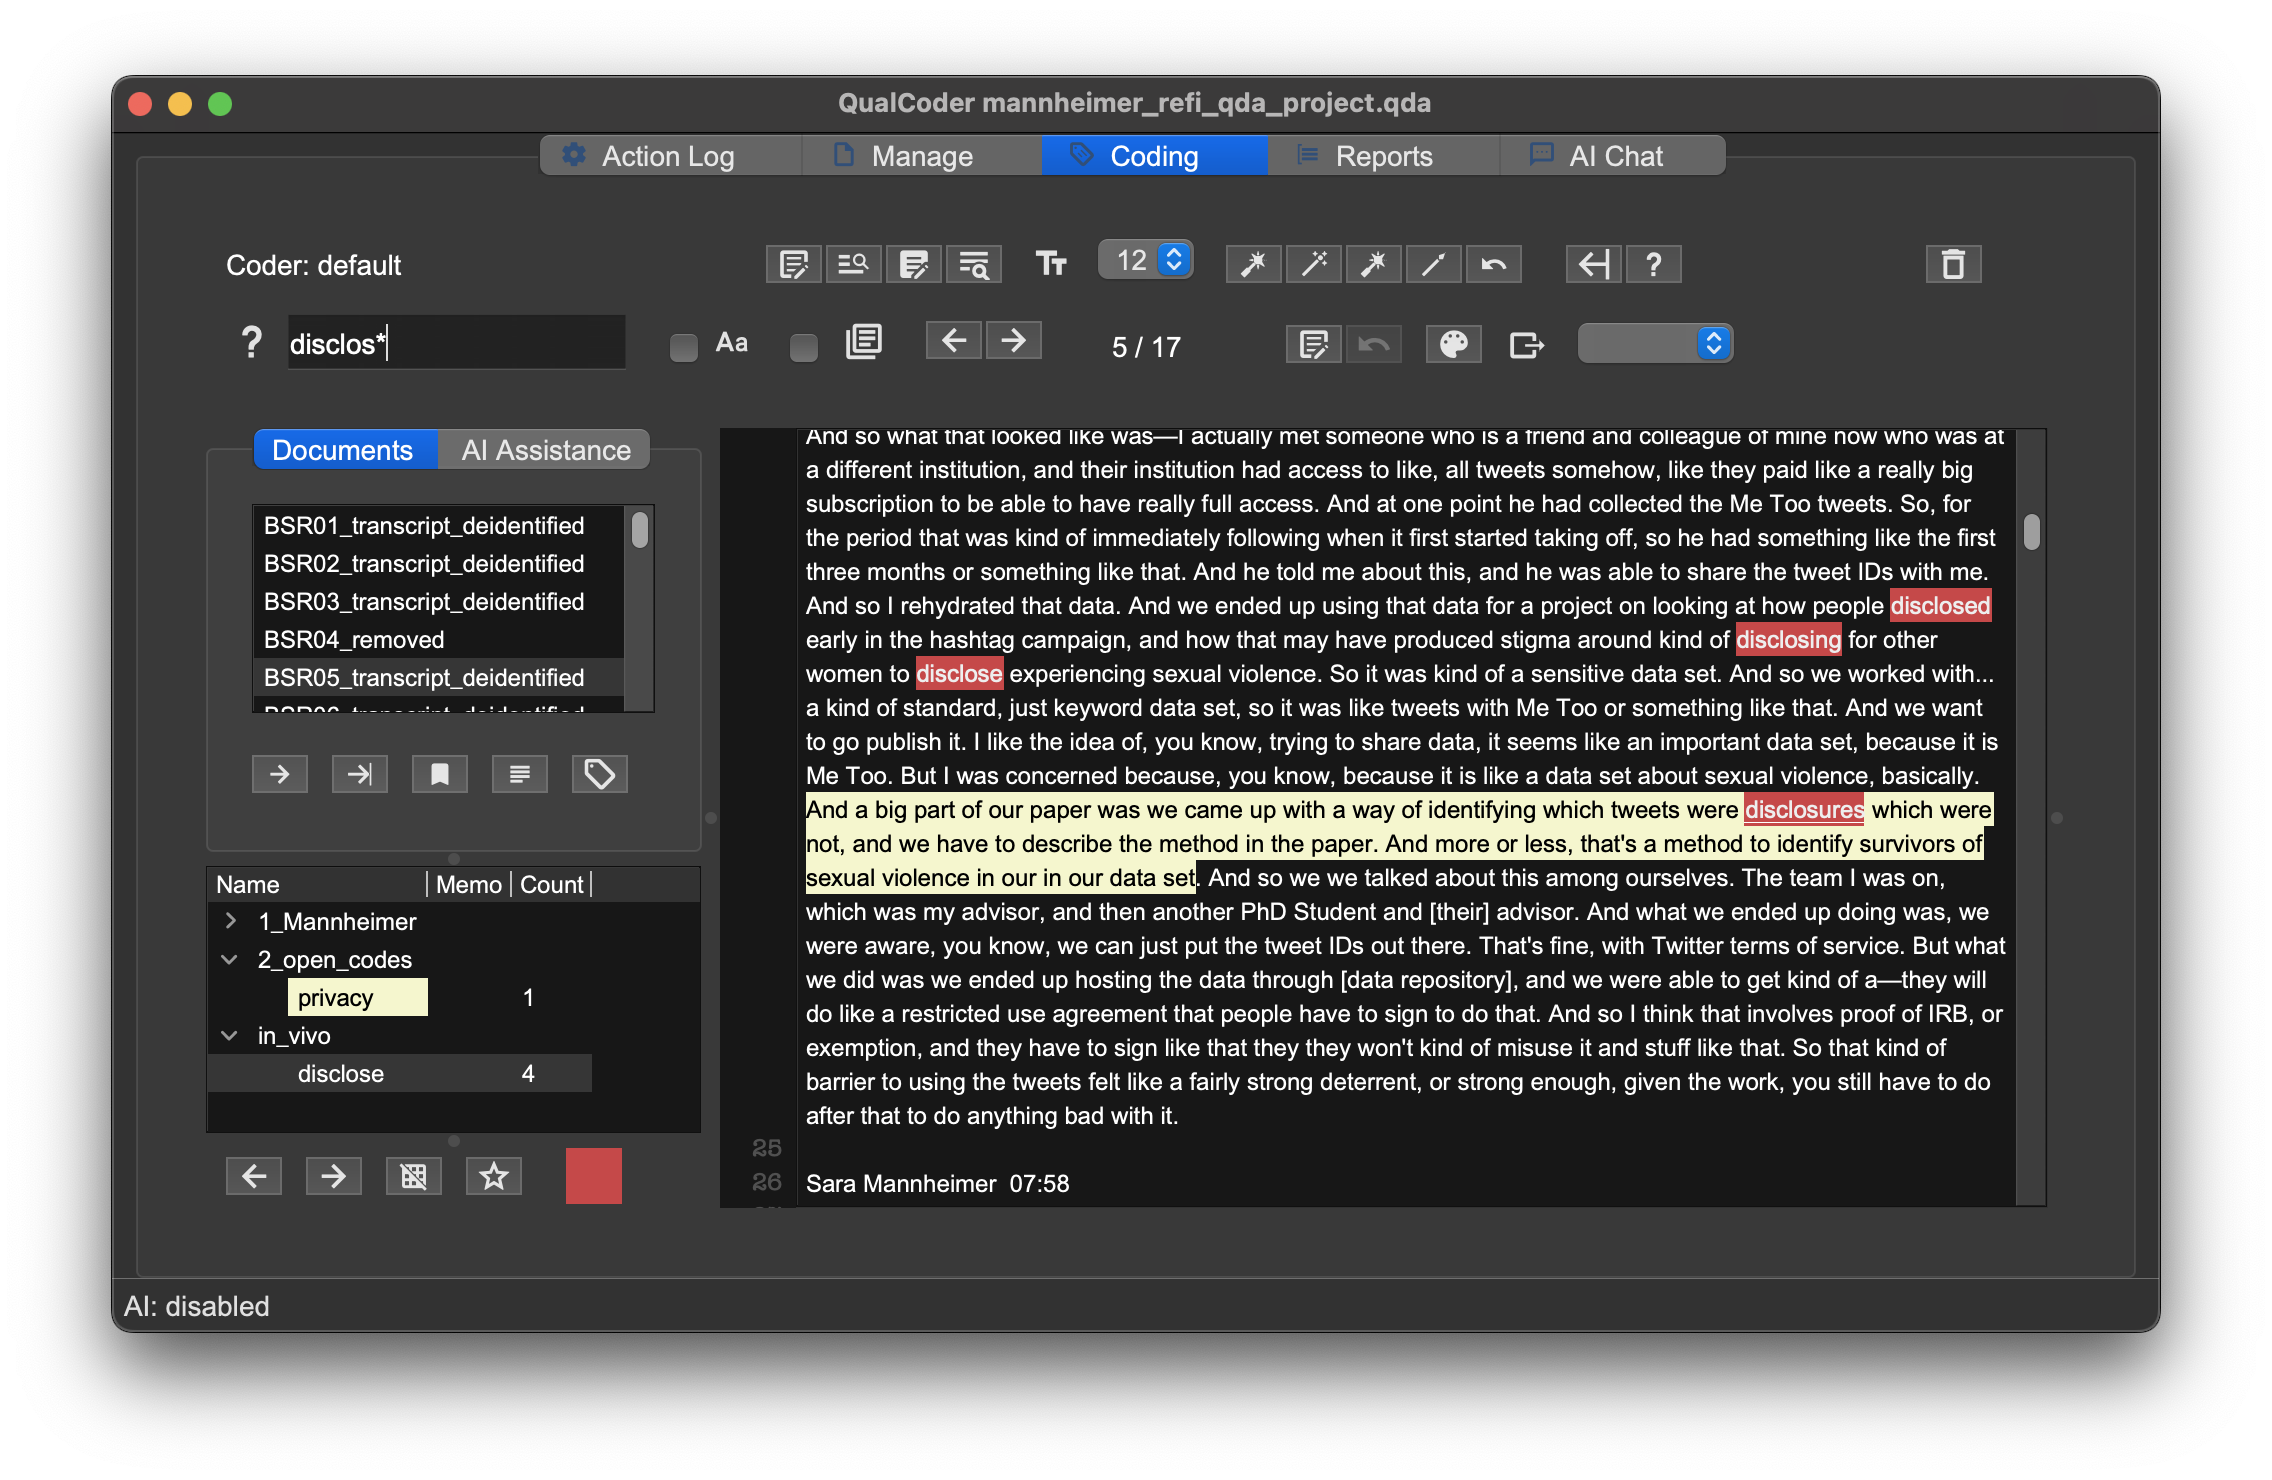 QualCoder mannheimer_refi_qda_project.qda
Action Log
Manage
Coding
Reports
AI Chat
Coder: default
12
?
?
disclos*
Aa
5 / 17
Documents
AI Assistance
BSR01_transcript_deidentified
BSR02_transcript_deidentified
BSR03_transcript_deidentified
BSR04_removed
BSR05_transcript_deidentified
BSR06_transcript_deidentified
Name Memo Count
1_Mannheimer
2_open_codes
privacy 1
in_vivo
disclose 4
And so what that looked like was—I actually met someone who is a friend and colleague of mine now who was at
a different institution, and their institution had access to like, all tweets somehow, like they paid like a really big
subscription to be able to have really full access. And at one point he had collected the Me Too tweets. So, for
the period that was kind of immediately following when it first started taking off, so he had something like the first
three months or something like that. And he told me about this, and he was able to share the tweet IDs with me.
And so I rehydrated that data. And we ended up using that data for a project on looking at how people disclosed
early in the hashtag campaign, and how that may have produced stigma around kind of disclosing for other
women to disclose experiencing sexual violence. So it was kind of a sensitive data set. And so we worked with...
a kind of standard, just keyword data set, so it was like tweets with Me Too or something like that. And we want
to go publish it. I like the idea of, you know, trying to share data, it seems like an important data set, because it is
Me Too. But I was concerned because, you know, because it is like a data set about sexual violence, basically.
And a big part of our paper was we came up with a way of identifying which tweets were disclosures which were
not, and we have to describe the method in the paper. And more or less, that's a method to identify survivors of
sexual violence in our in our data set. And so we we talked about this among ourselves. The team I was on,
which was my advisor, and then another PhD Student and [their] advisor. And what we ended up doing was, we
were aware, you know, we can just put the tweet IDs out there. That's fine, with Twitter terms of service. But what
we did was we ended up hosting the data through [data repository], and we were able to get kind of a—they will
do like a restricted use agreement that people have to sign to do that. And so I think that involves proof of IRB, or
exemption, and they have to sign like that they they won't kind of misuse it and stuff like that. So that kind of
barrier to using the tweets felt like a fairly strong deterrent, or strong enough, given the work, you still have to do
after that to do anything bad with it.
25
26 Sara Mannheimer 07:58
AI: disabled